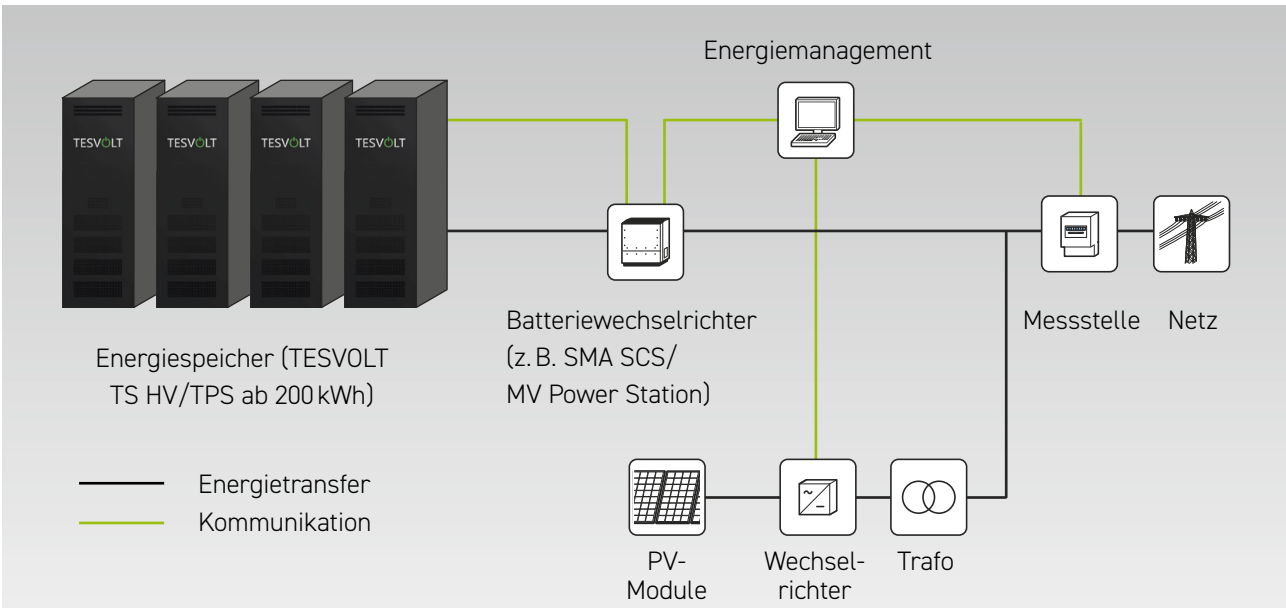 Energiemanagement
TESVOLT TESVOLT TESVOLT TESVOLT
Batteriewechselrichter
(z. B. SMA SCS/
MV Power Station)
Messstelle
Netz
Energiespeicher (TESVOLT
TS HV/TPS ab 200 kWh)
Energietransfer
Kommunikation
PV-
Module
Wechsel-
richter
Trafo